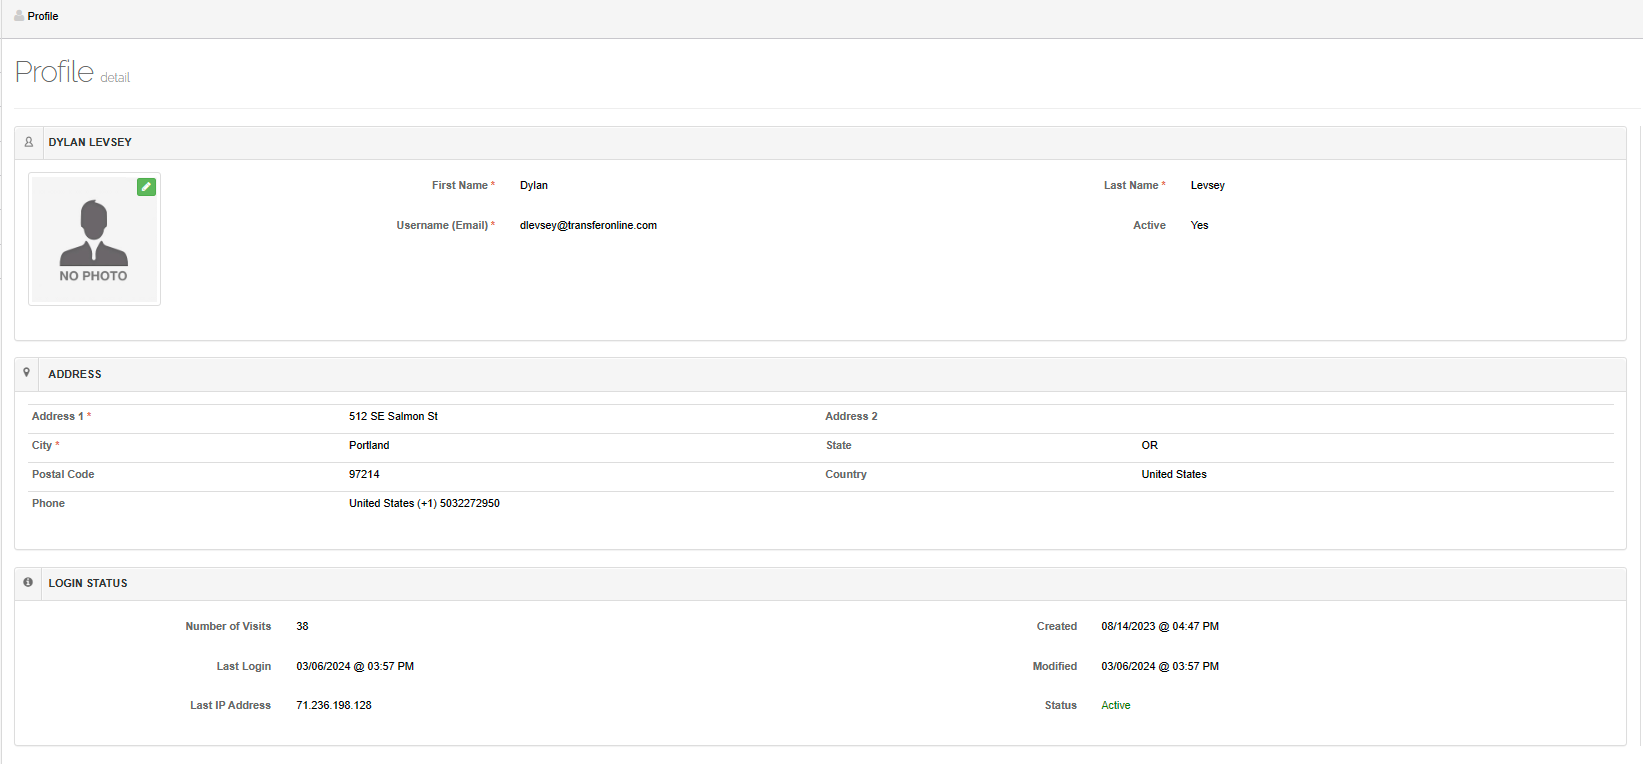 Profile
Profile detail
DYLAN LEVSEY
NO PHOTO
First Name * Dylan Last Name * Levsey
Username (Email) * dlevsey@transferonline.com Active Yes
ADDRESS
Address 1 * 512 SE Salmon St Address 2
City * Portland State OR
Postal Code 97214 Country United States
Phone United States (+1) 5032272950
LOGIN STATUS
Number of Visits 38 Created 08/14/2023 @ 04:47 PM
Last Login 03/06/2024 @ 03:57 PM Modified 03/06/2024 @ 03:57 PM
Last IP Address 71.236.198.128 Status Active